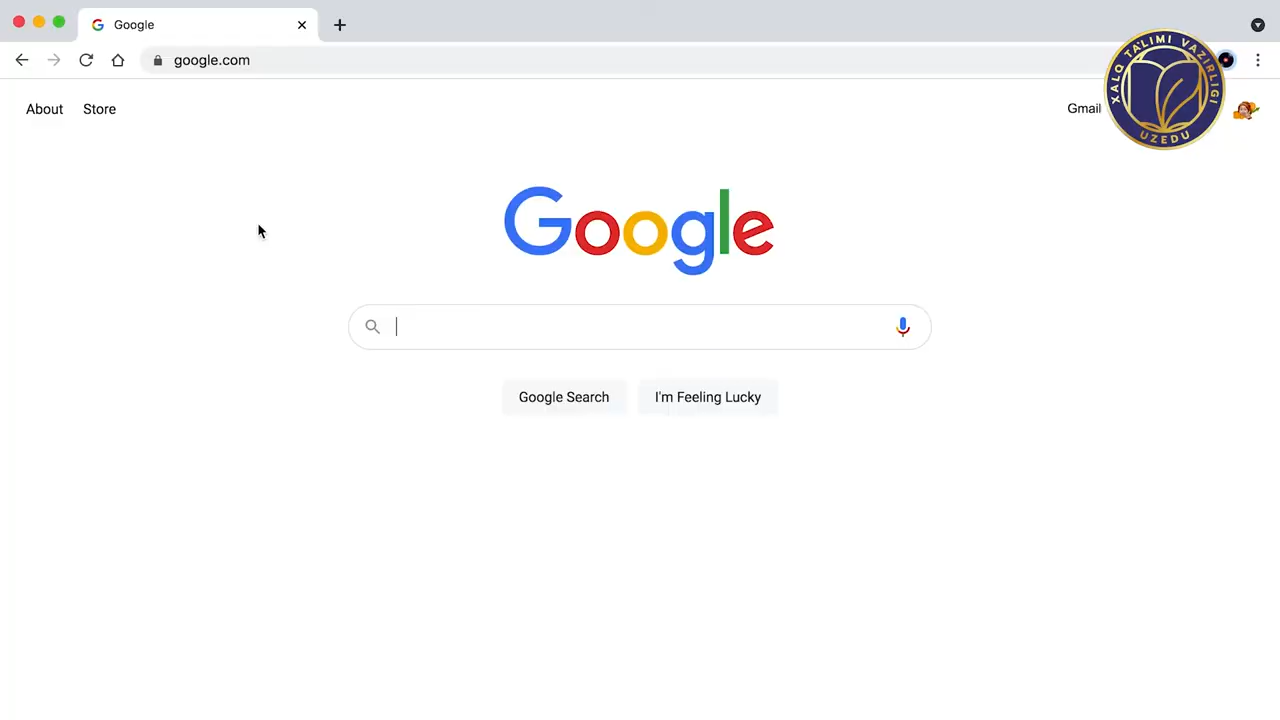 Google
google.com
About Store Gmail
XALQ TA'LIMI VAZIRLIGI
UZEDU
Google
Google Search I'm Feeling Lucky